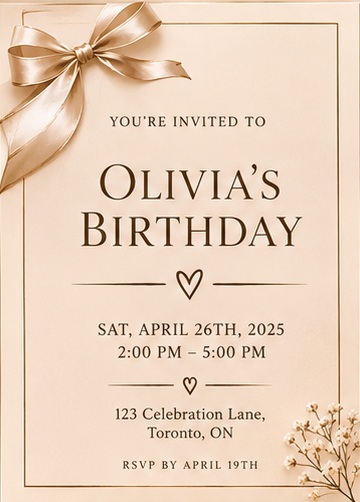 YOU'RE INVITED TO
OLIVIA'S
BIRTHDAY
SAT, APRIL 26TH, 2025
2:00 PM – 5:00 PM
123 Celebration Lane,
Toronto, ON
RSVP BY APRIL 19TH